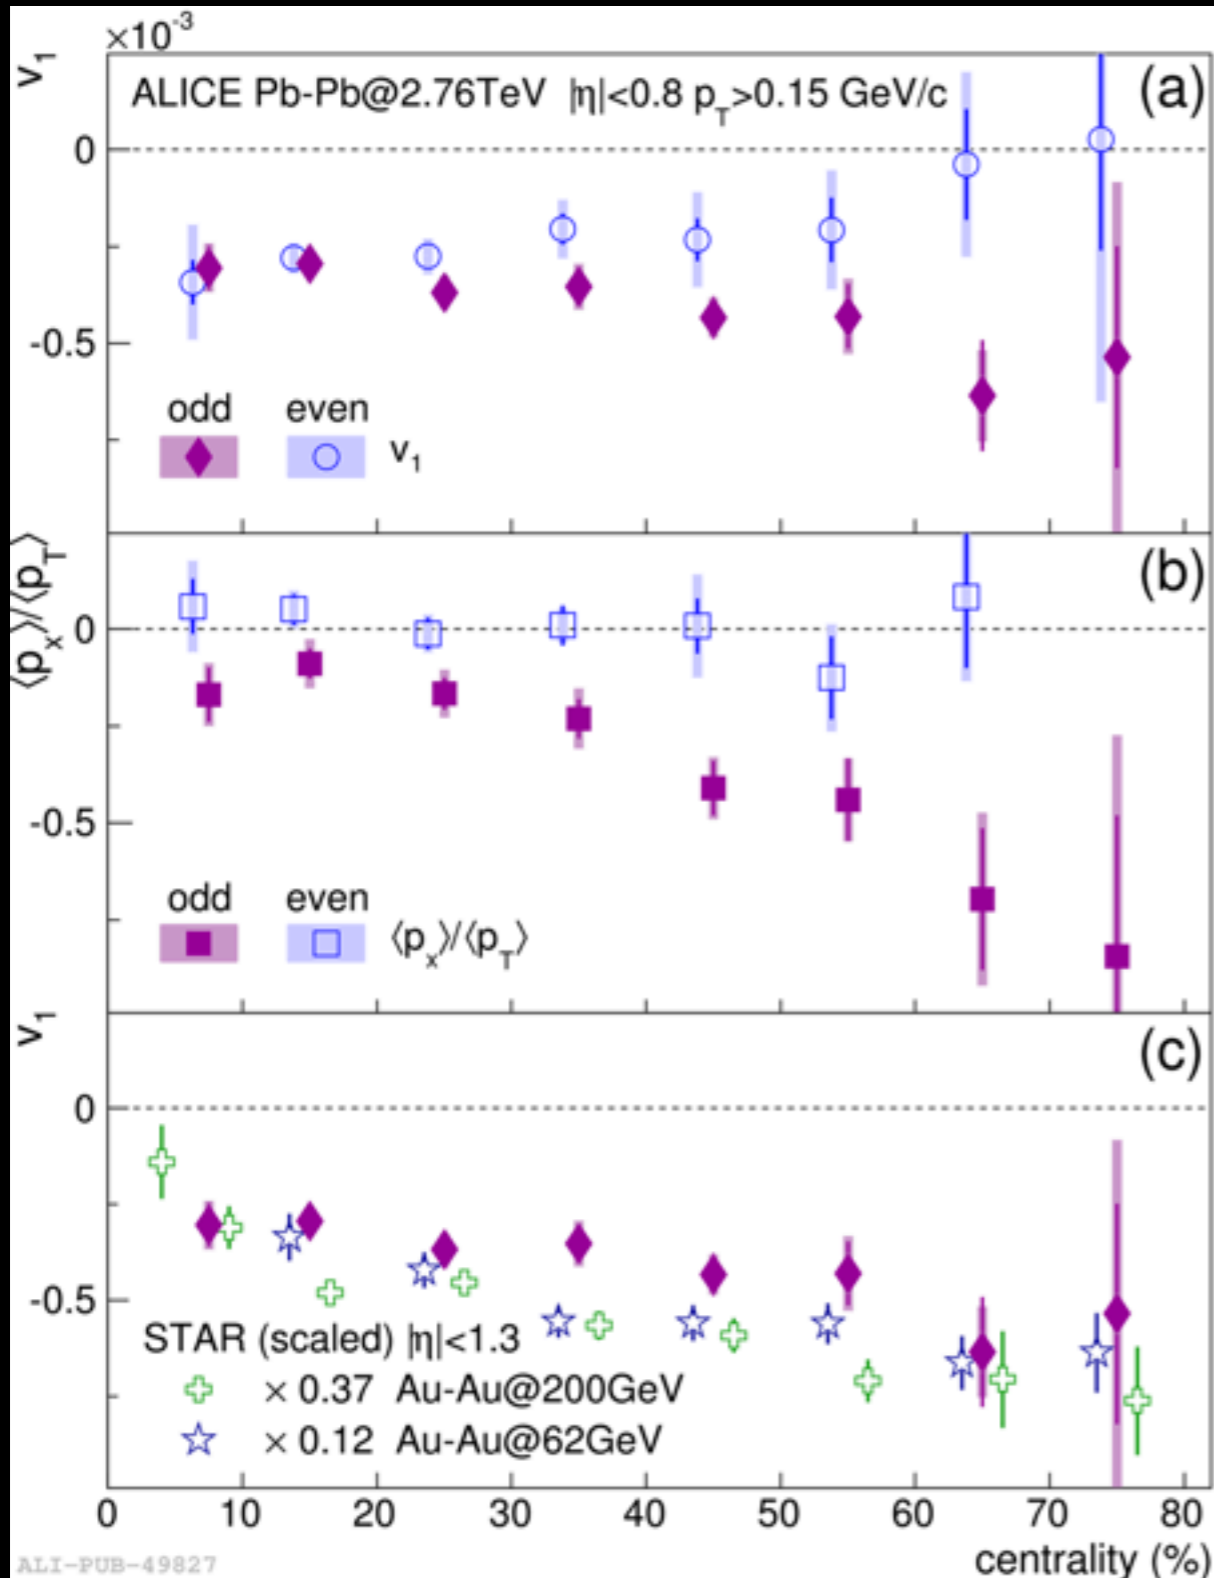 ×10⁻³
v₁
ALICE Pb-Pb@2.76TeV |η|<0.8 p_T>0.15 GeV/c
(a)
0
-0.5
odd even
v₁
⟨p_x⟩/⟨p_T⟩
(b)
0
-0.5
odd even
⟨p_x⟩/⟨p_T⟩
v₁
(c)
0
-0.5
STAR (scaled) |η|<1.3
× 0.37 Au-Au@200GeV
× 0.12 Au-Au@62GeV
0 10 20 30 40 50 60 70 80
centrality (%)
ALI-PUB-49827